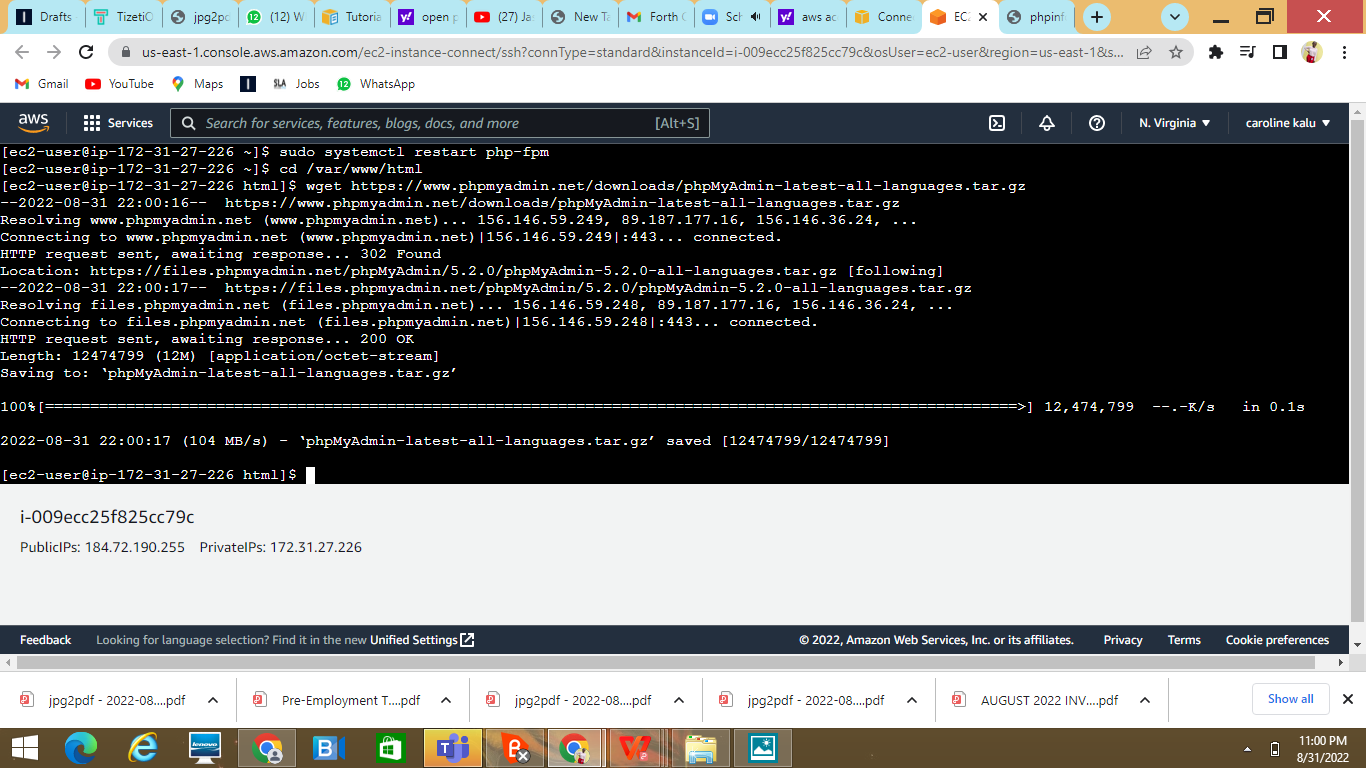 Drafts
TizetiO
jpg2pc
(12) W
Tutoria
open p
(27) Ja
New Ta
Forth C
Sch
aws ac
Conne
EC2
phpinf
us-east-1.console.aws.amazon.com/ec2-instance-connect/ssh?connType=standard&instanceId=i-009ecc25f825cc79c&osUser=ec2-user&region=us-east-1&s...
Gmail
YouTube
Maps
SLA
Jobs
12
WhatsApp
aws
Services
Search for services, features, blogs, docs, and more
[Alt+S]
N. Virginia
caroline kalu
[ec2-user@ip-172-31-27-226 ~]$ sudo systemctl restart php-fpm
[ec2-user@ip-172-31-27-226 ~]$ cd /var/www/html
[ec2-user@ip-172-31-27-226 html]$ wget https://www.phpmyadmin.net/downloads/phpMyAdmin-latest-all-languages.tar.gz
--2022-08-31 22:00:16--  https://www.phpmyadmin.net/downloads/phpMyAdmin-latest-all-languages.tar.gz
Resolving www.phpmyadmin.net (www.phpmyadmin.net)... 156.146.59.249, 89.187.177.16, 156.146.36.24, ...
Connecting to www.phpmyadmin.net (www.phpmyadmin.net)|156.146.59.249|:443... connected.
HTTP request sent, awaiting response... 302 Found
Location: https://files.phpmyadmin.net/phpMyAdmin/5.2.0/phpMyAdmin-5.2.0-all-languages.tar.gz [following]
--2022-08-31 22:00:17--  https://files.phpmyadmin.net/phpMyAdmin/5.2.0/phpMyAdmin-5.2.0-all-languages.tar.gz
Resolving files.phpmyadmin.net (files.phpmyadmin.net)... 156.146.59.248, 89.187.177.16, 156.146.36.24, ...
Connecting to files.phpmyadmin.net (files.phpmyadmin.net)|156.146.59.248|:443... connected.
HTTP request sent, awaiting response... 200 OK
Length: 12474799 (12M) [application/octet-stream]
Saving to: ‘phpMyAdmin-latest-all-languages.tar.gz’
100%[============================================================================================================>] 12,474,799  --.-K/s   in 0.1s
2022-08-31 22:00:17 (104 MB/s) - ‘phpMyAdmin-latest-all-languages.tar.gz’ saved [12474799/12474799]
[ec2-user@ip-172-31-27-226 html]$
i-009ecc25f825cc79c
PublicIPs: 184.72.190.255 PrivateIPs: 172.31.27.226
Feedback
Looking for language selection? Find it in the new Unified Settings
© 2022, Amazon Web Services, Inc. or its affiliates.
Privacy
Terms
Cookie preferences
jpg2pdf - 2022-08....pdf
Pre-Employment T....pdf
jpg2pdf - 2022-08....pdf
jpg2pdf - 2022-08....pdf
AUGUST 2022 INV....pdf
Show all
lenovo
11:00 PM
8/31/2022